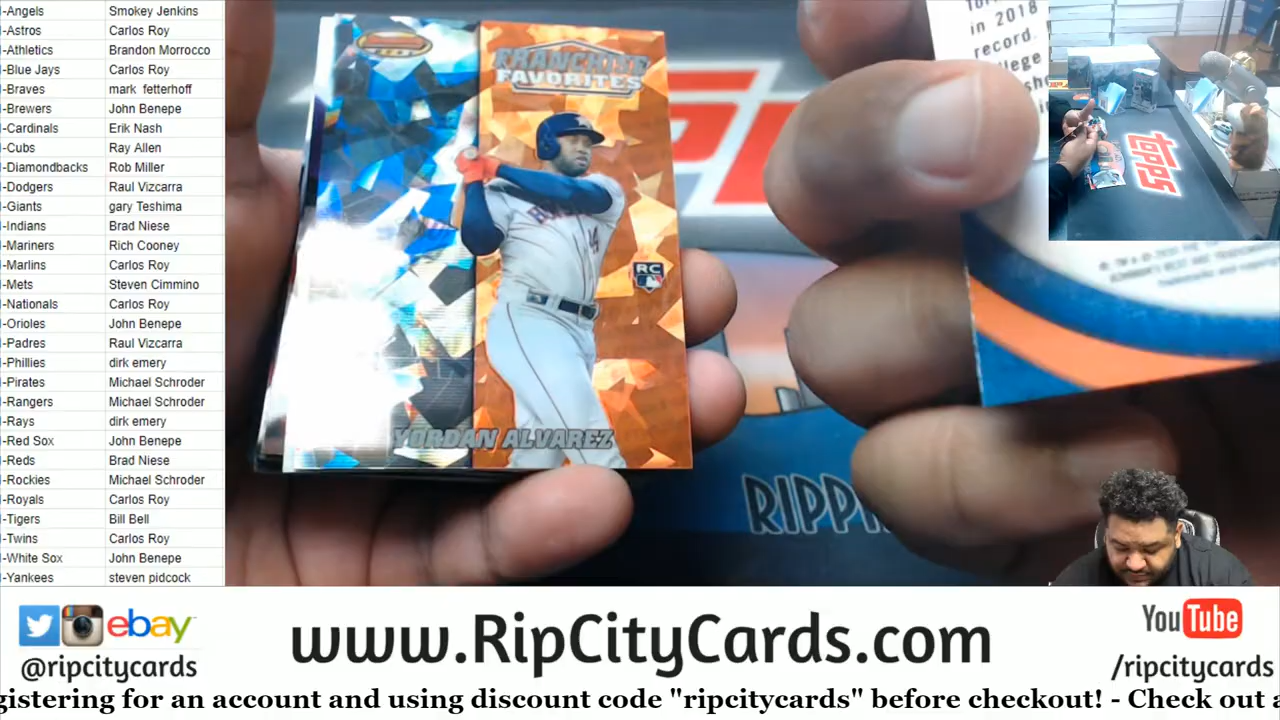 -Angels Smokey Jenkins
-Astros Carlos Roy
-Athletics Brandon Morrocco
-Blue Jays Carlos Roy
-Braves mark fetterhoff
-Brewers John Benepe
-Cardinals Erik Nash
-Cubs Ray Allen
-Diamondbacks Rob Miller
-Dodgers Raul Vizcarra
-Giants gary Teshima
-Indians Brad Niese
-Mariners Rich Cooney
-Marlins Carlos Roy
-Mets Steven Cimmino
-Nationals Carlos Roy
-Orioles John Benepe
-Padres Raul Vizcarra
-Phillies dirk emery
-Pirates Michael Schroder
-Rangers Michael Schroder
-Rays dirk emery
-Red Sox John Benepe
-Reds Brad Niese
-Rockies Michael Schroder
-Royals Carlos Roy
-Tigers Bill Bell
-Twins Carlos Roy
-White Sox John Benepe
-Yankees steven pidcock
FRANCHISE
FAVORITES
RC
YORDAN ALVAREZ
in 2018
record.
Topps
RIPPI
ebay
@ripcitycards
www.RipCityCards.com
YouTube
/ripcitycards
gistering for an account and using discount code "ripcitycards" before checkout! - Check out a